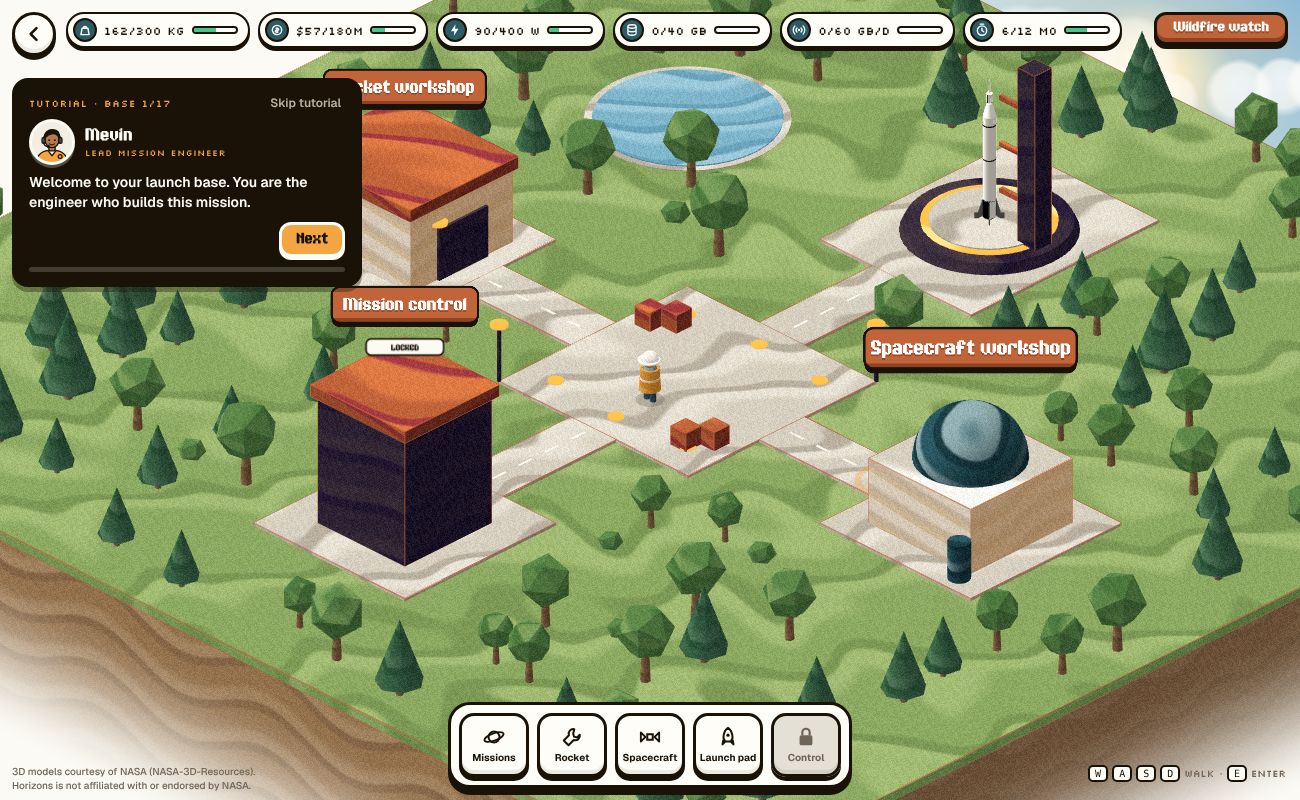 162/300 KG
$57/180M
90/400 W
0/40 GB
0/60 GB/D
6/12 MO
Wildfire watch
TUTORIAL · BASE 1/17
Skip tutorial
Mevin
LEAD MISSION ENGINEER
Welcome to your launch base. You are the
engineer who builds this mission.
Next
workshop
Mission control
LOCKED
Spacecraft workshop
Missions
Rocket
Spacecraft
Launch pad
Control
3D models courtesy of NASA (NASA-3D-Resources).
Horizons is not affiliated with or endorsed by NASA.
W A S D WALK · E ENTER